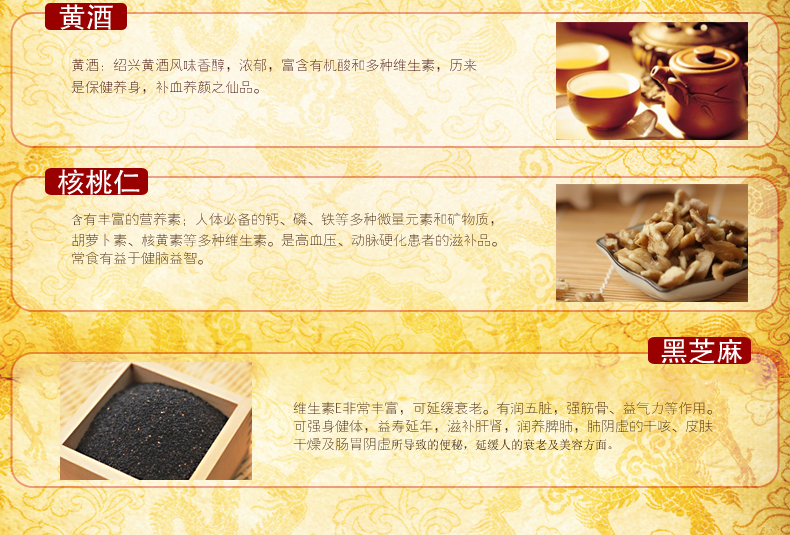 黄酒
黄酒：绍兴黄酒风味香醇，浓郁，富含有机酸和多种维生素，历来
是保健养身，补血养颜之仙品。
核桃仁
含有丰富的营养素；人体必备的钙、磷、铁等多种微量元素和矿物质，
胡萝卜素、核黄素等多种维生素。是高血压、动脉硬化患者的滋补品。
常食有益于健脑益智。
黑芝麻
维生素E非常丰富，可延缓衰老。有润五脏，强筋骨、益气力等作用。
可强身健体，益寿延年，滋补肝肾，润养脾肺，肺阴虚的干咳、皮肤
干燥及肠胃阴虚所导致的便秘，延缓人的衰老及美容方面。